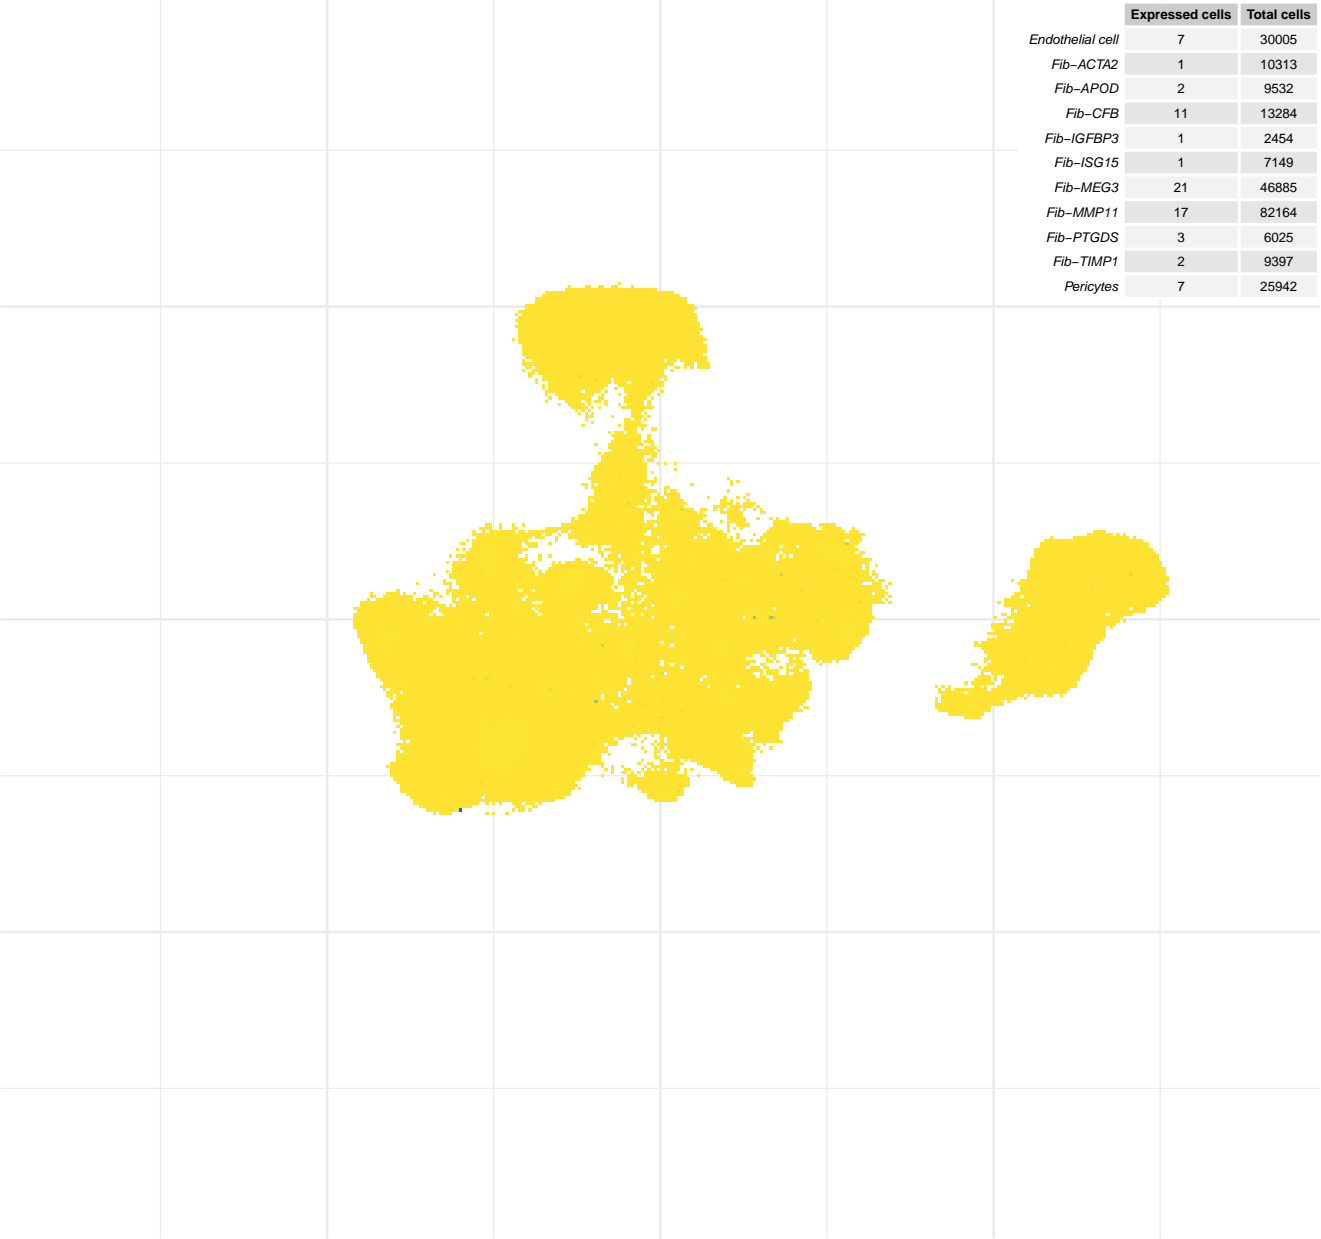 Expressed cells Total cells
Endothelial cell 7 30005
Fib−ACTA2 1 10313
Fib−APOD 2 9532
Fib−CFB 11 13284
Fib−IGFBP3 1 2454
Fib−ISG15 1 7149
Fib−MEG3 21 46885
Fib−MMP11 17 82164
Fib−PTGDS 3 6025
Fib−TIMP1 2 9397
Pericytes 7 25942